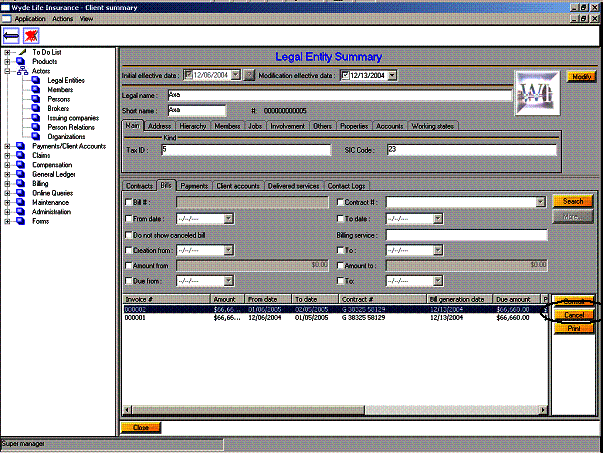 Wyde Life Insurance - Client summary
Application Actions View
To Do List
Products
Actors
Legal Entities
Members
Persons
Brokers
Issuing companies
Person Relations
Organizations
Payments/Client Accounts
Claims
Compensation
General Ledger
Billing
Online Queries
Maintenance
Administration
Forms
Legal Entity Summary
Initial effective date : 12/06/2004 ? Modification effective date : 12/13/2004 Modify
Legal name : Axa
Short name : Axa #: 000000000005
Main Address Hierarchy Members Jobs Involvement Others Properties Accounts Working states
Kind
Tax ID : 5 SIC Code : 23
Contracts Bills Payments Client accounts Delivered services Contact Logs
Bill # : Contract # : Search
From date : --/--/---- To date : --/--/---- More...
Do not show canceled bill Billing service :
Creation from : --/--/---- To : --/--/----
Amount from $0.00 Amount to : $0.00
Due from : --/--/---- To: --/--/----
Invoice # Amount From date To date Contract # Bill generation date Due amount P
000002 $66,66... 01/06/2005 02/05/2005 G 38325 58129 12/13/2004 $66,660.00
000001 $66,66... 12/06/2004 01/05/2005 G 38325 58129 12/13/2004 $66,660.00
Consult
Cancel
Print
Close
Super manager